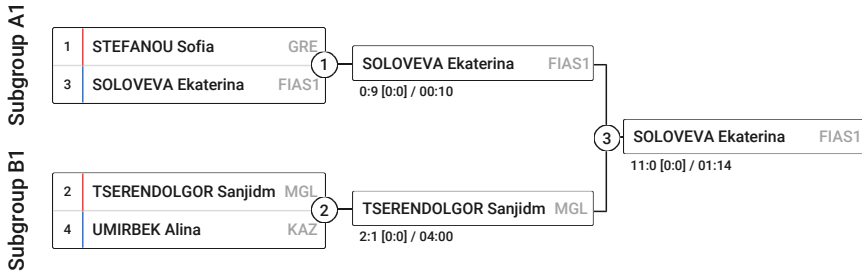 Subgroup A1
1 STEFANOU Sofia GRE
3 SOLOVEVA Ekaterina FIAS1
1
SOLOVEVA Ekaterina FIAS1
0:9 [0:0] / 00:10
3
SOLOVEVA Ekaterina FIAS1
11:0 [0:0] / 01:14
Subgroup B1
2 TSERENDOLGOR Sanjidm MGL
4 UMIRBEK Alina KAZ
2
TSERENDOLGOR Sanjidm MGL
2:1 [0:0] / 04:00